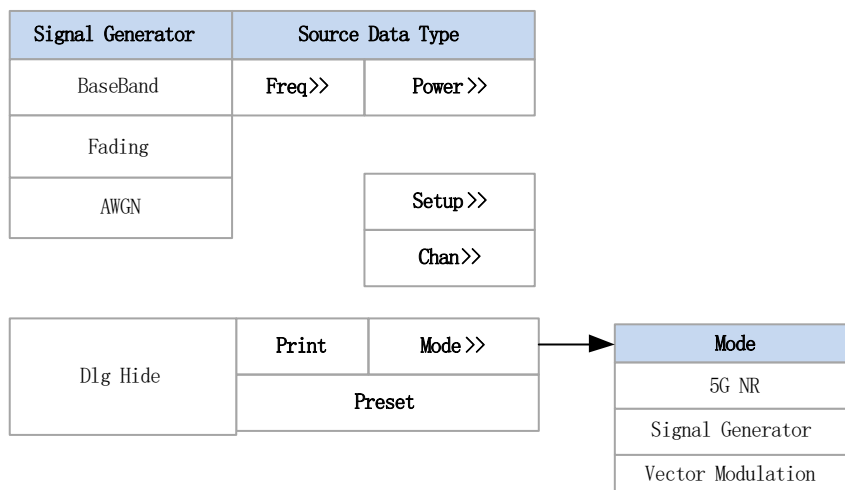 Signal Generator Source Data Type
BaseBand Freq>> Power>>
Fading
AWGN Setup>>
Chan>>
Dlg Hide Print Mode>> Mode
Preset 5G NR
Signal Generator
Vector Modulation